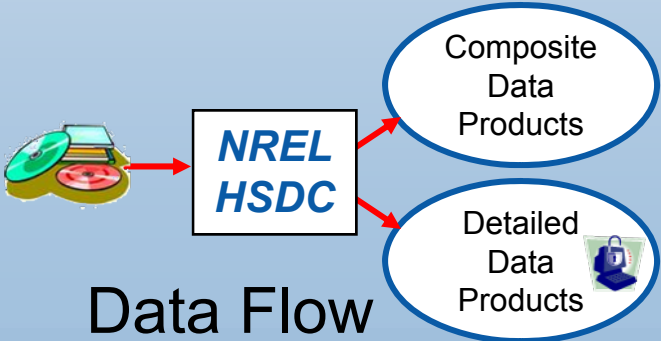 Composite
Data
Products
NREL
HSDC
Detailed
Data
Products
Data Flow